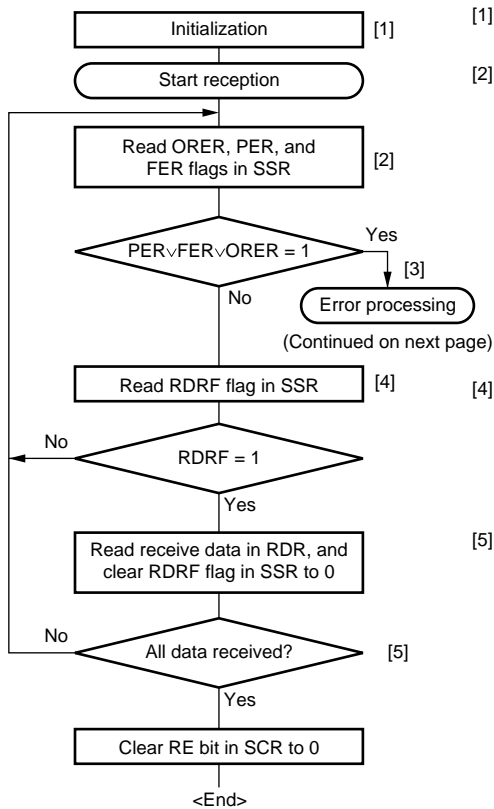 Initialization
[1]
[1]
Start reception
[2]
Read ORER, PER, and
FER flags in SSR
[2]
PER∨FER∨ORER = 1
Yes
[3]
No
Error processing
(Continued on next page)
Read RDRF flag in SSR
[4]
[4]
No
RDRF = 1
Yes
Read receive data in RDR, and
clear RDRF flag in SSR to 0
[5]
No
All data received?
[5]
Yes
Clear RE bit in SCR to 0
<End>